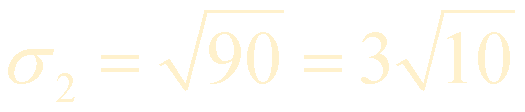 σ₂ = √90 = 3√10